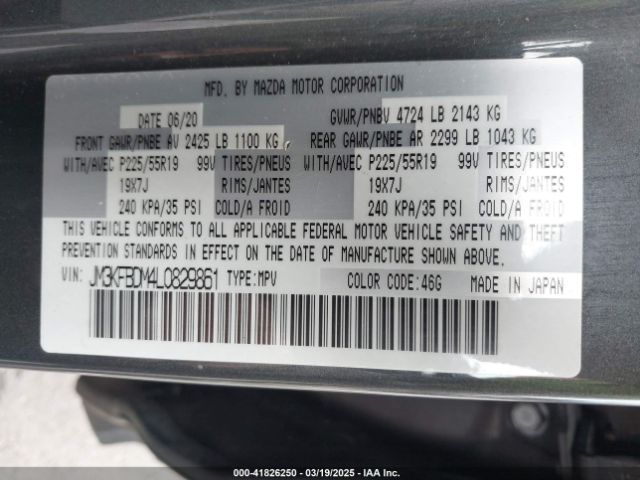 MFD. BY MAZDA MOTOR CORPORATION
DATE 06/20 GVWR/PNBV 4724 LB 2143 KG
FRONT GAWR/PNBE AV 2425 LB 1100 KG, REAR GAWR/PNBE AR 2299 LB 1043 KG
WITH/AVEC P225/55R19 99V TIRES/PNEUS WITH/AVEC P225/55R19 99V TIRES/PNEUS
19X7J RIMS/JANTES 19X7J RIMS/JANTES
240 KPA/35 PSI COLD/A FROID 240 KPA/35 PSI COLD/A FROID
THIS VEHICLE CONFORMS TO ALL APPLICABLE FEDERAL MOTOR VEHICLE SAFETY AND THEFT
PREVENTION STANDARDS IN EFFECT ON THE DATE OF MANUFACTURE SHOWN ABOVE.
VIN: JM3KFBDM4L0829861 TYPE:MPV COLOR CODE:46G MADE IN JAPAN
000-41826250 - 03/19/2025 - IAA Inc.